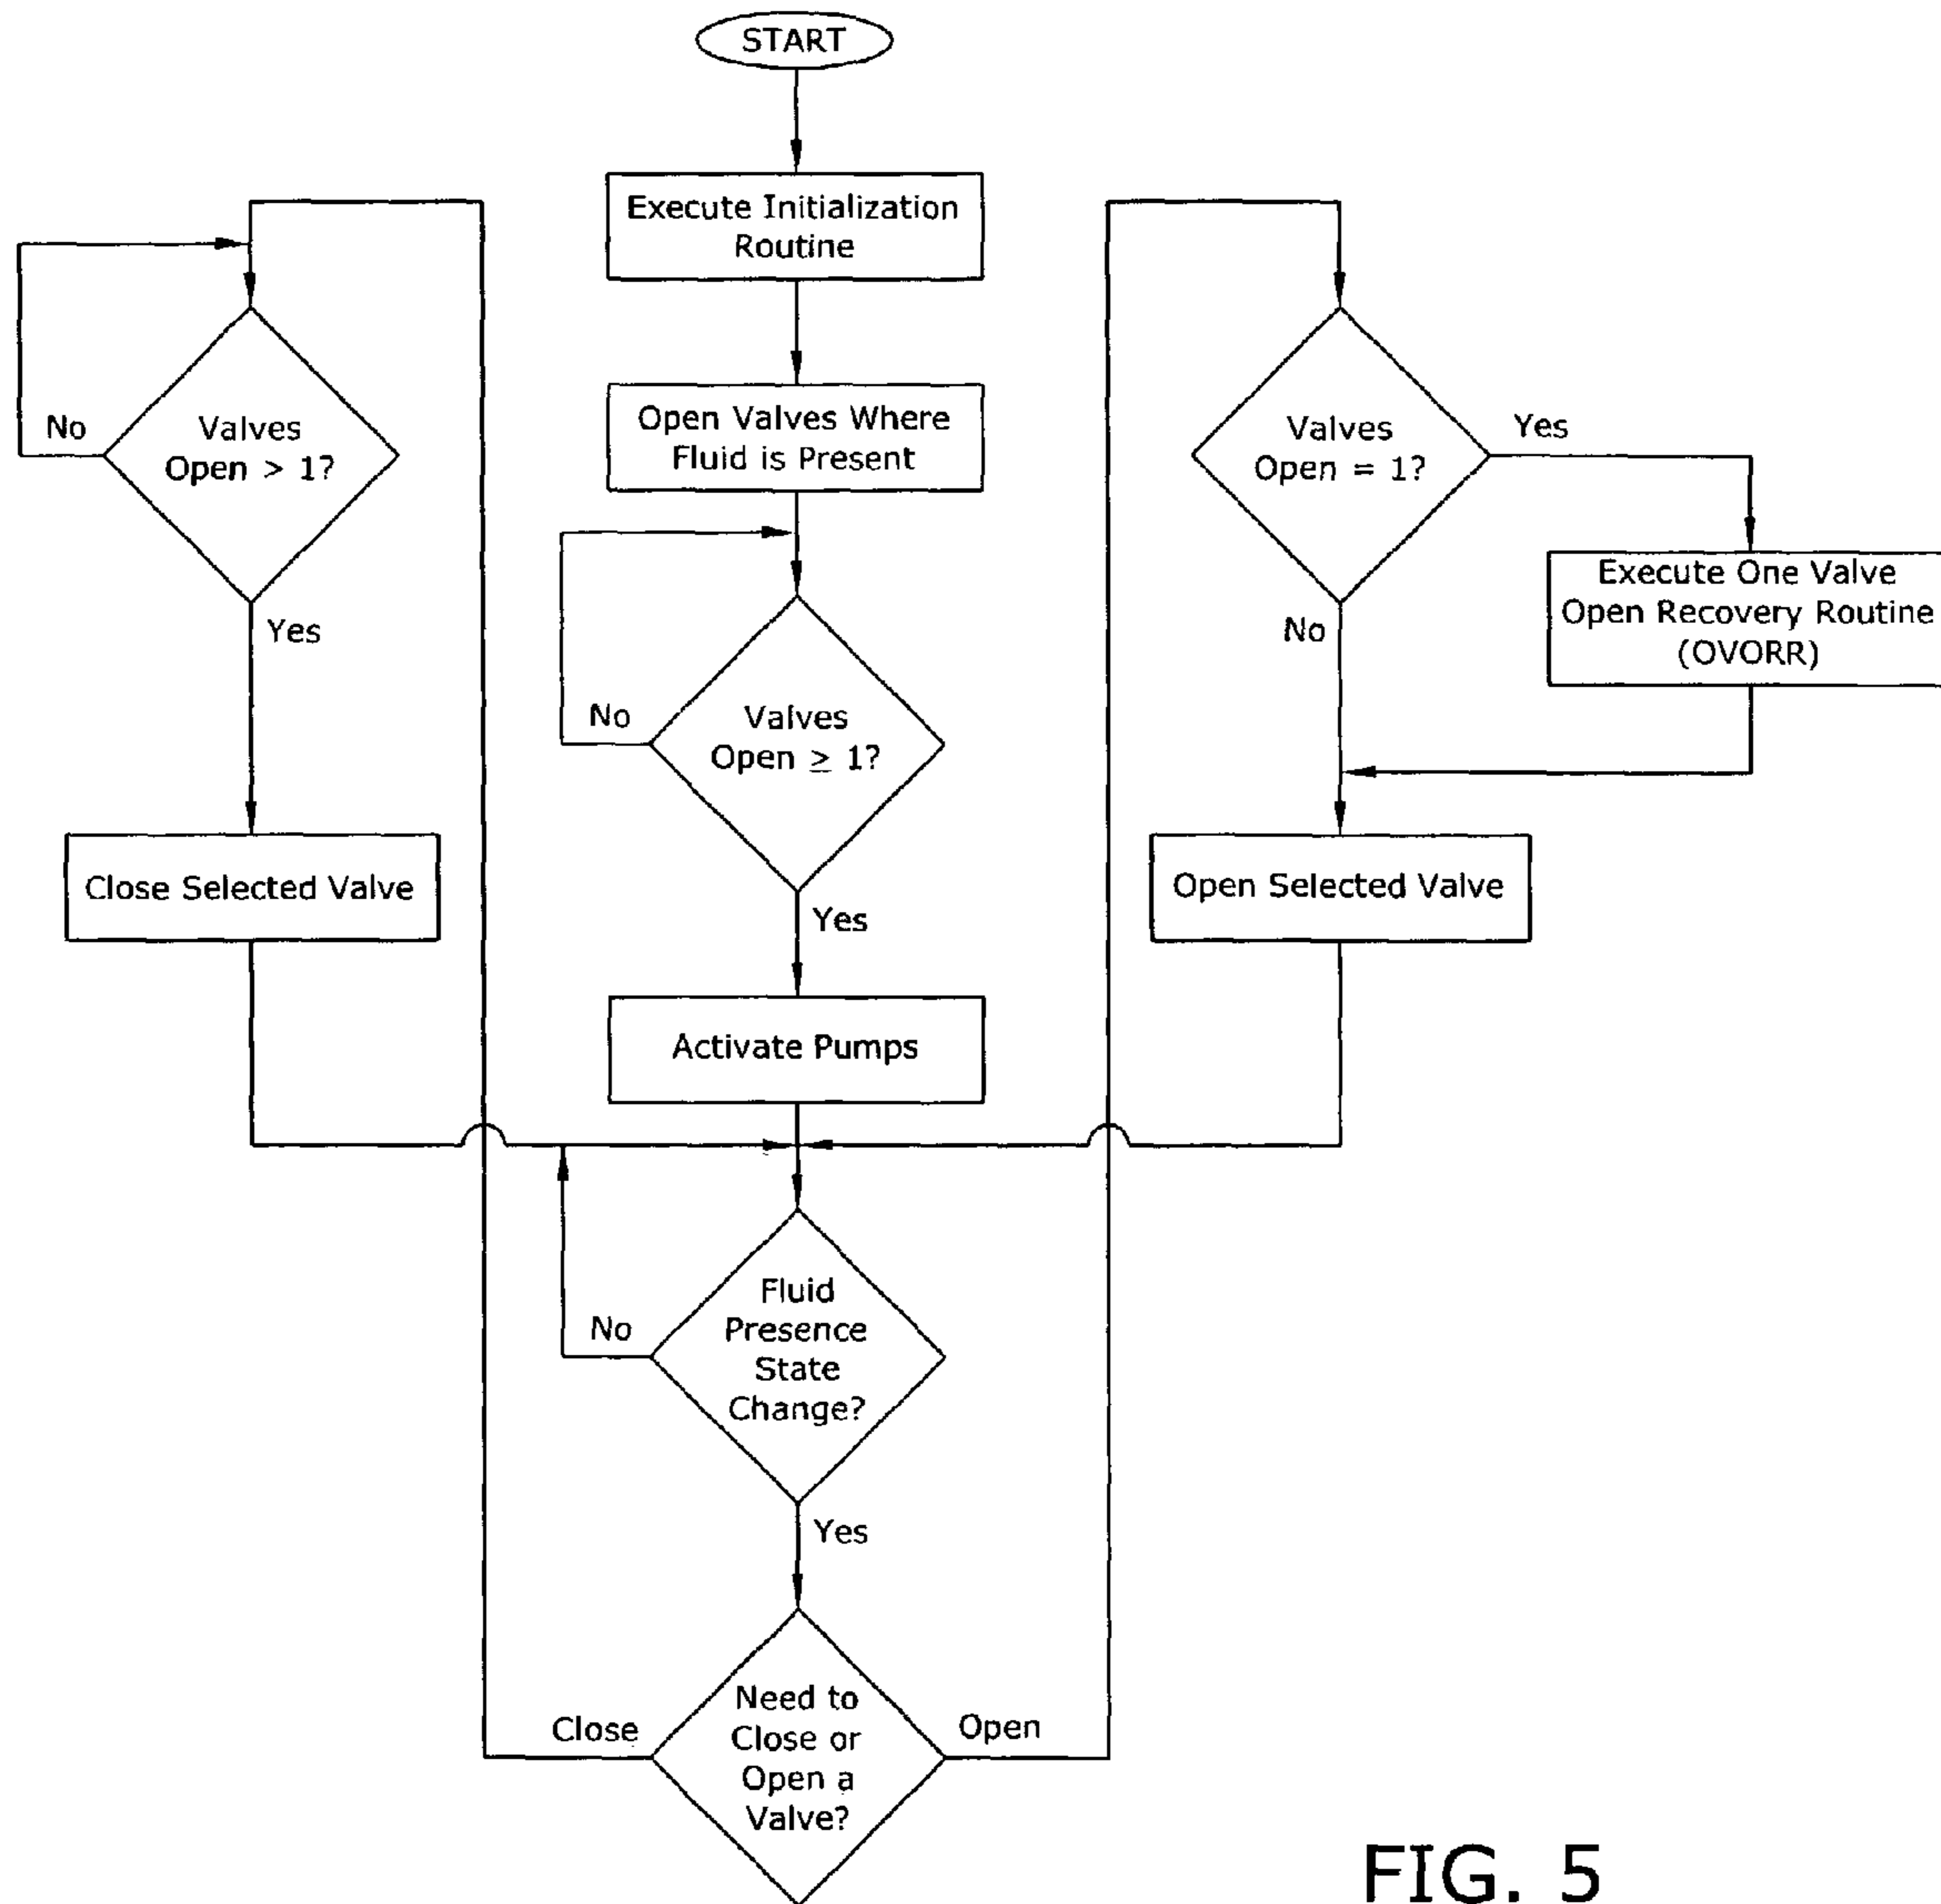 START
Execute Initialization
Routine
Open Valves Where
Fluid is Present
Valves
Open > 1?
No
Yes
Close Selected Valve
Valves
Open ≥ 1?
No
Yes
Activate Pumps
Valves
Open = 1?
Yes
No
Execute One Valve
Open Recovery Routine
(OVORR)
Open Selected Valve
Fluid
Presence
State
Change?
No
Yes
Need to
Close or
Open a
Valve?
Close
Open
FIG. 5